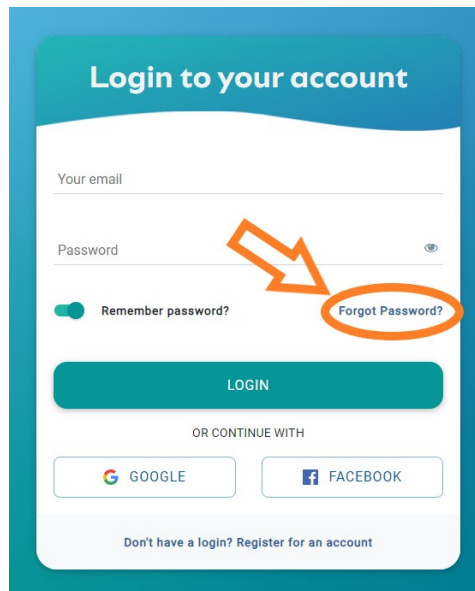 Login to your account
Your email
Password
Remember password?
Forgot Password?
LOGIN
OR CONTINUE WITH
GOOGLE
FACEBOOK
Don't have a login? Register for an account